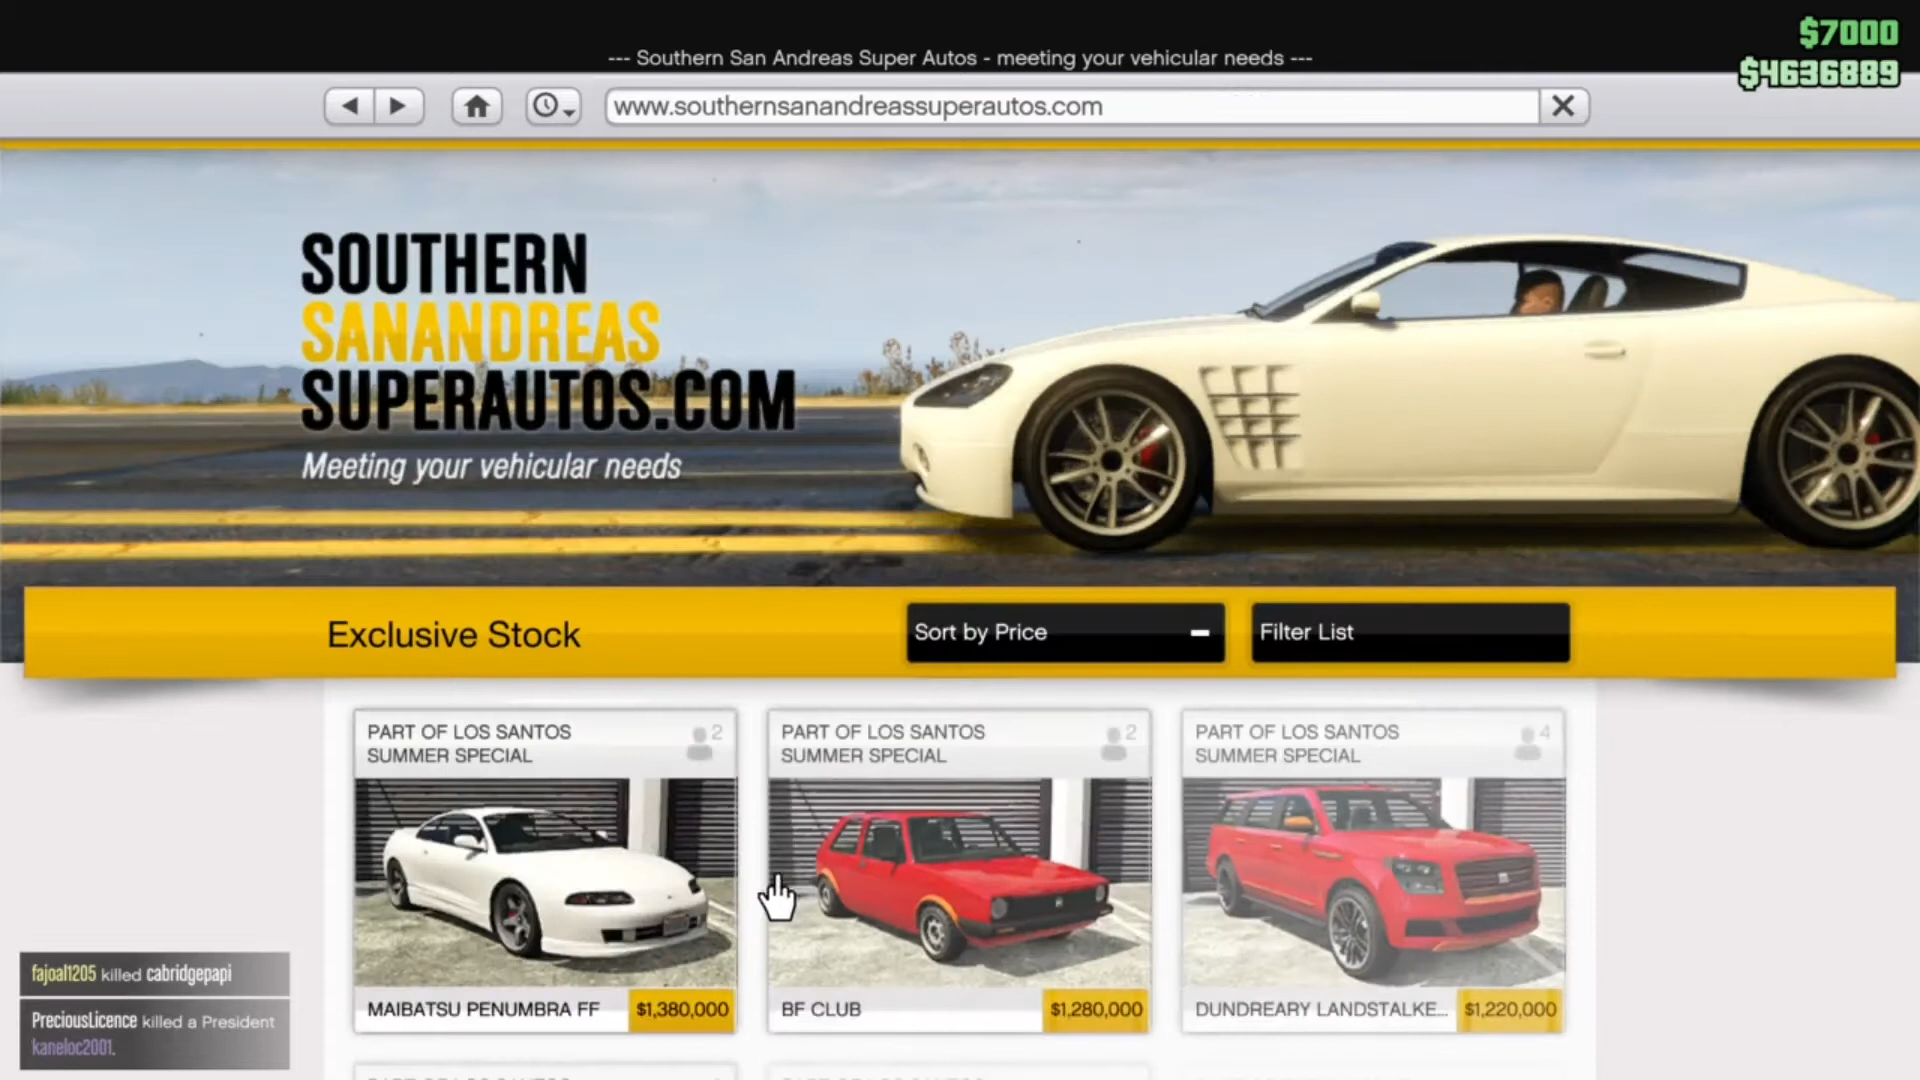 $7000
--- Southern San Andreas Super Autos - meeting your vehicular needs ---
$4636889
www.southernsanandreassuperautos.com
SOUTHERN
SANANDREAS
SUPERAUTOS.COM
Meeting your vehicular needs
Exclusive Stock
Sort by Price
Filter List
PART OF LOS SANTOS
SUMMER SPECIAL
2
MAIBATSU PENUMBRA FF
$1,380,000
PART OF LOS SANTOS
SUMMER SPECIAL
2
BF CLUB
$1,280,000
PART OF LOS SANTOS
SUMMER SPECIAL
4
DUNDREARY LANDSTALKE...
$1,220,000
fajoal1205 killed cabridgepapi
PreciousLicence killed a President
kaneloc2001.